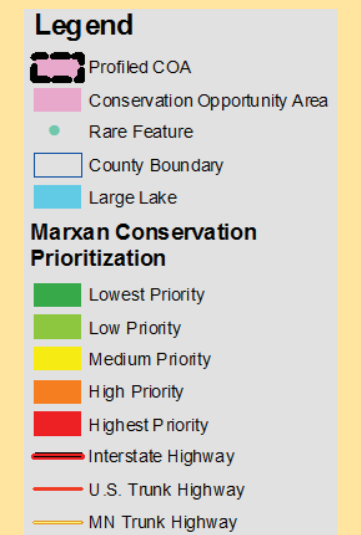 Legend
Profiled COA
Conservation Opportunity Area
Rare Feature
County Boundary
Large Lake
Marxan Conservation
Prioritization
Lowest Priority
Low Priority
Medium Priority
High Priority
Highest Priority
Interstate Highway
U.S. Trunk Highway
MN Trunk Highway